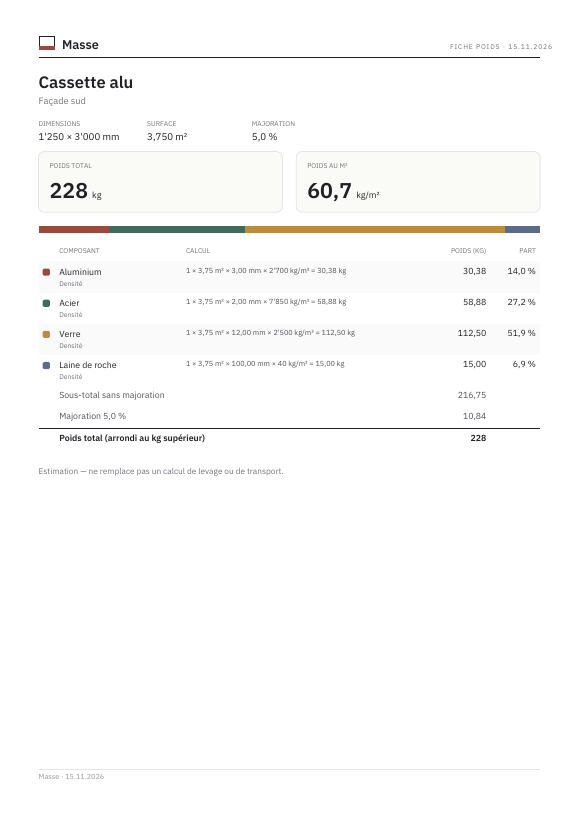 Masse
FICHE POIDS · 15.11.2026
Cassette alu
Façade sud
DIMENSIONS SURFACE MAJORATION
1'250 × 3'000 mm 3,750 m² 5,0 %
POIDS TOTAL POIDS AU M²
228 kg 60,7 kg/m²
COMPOSANT CALCUL POIDS (KG) PART
Aluminium 1 × 3,75 m² × 3,00 mm × 2'700 kg/m³ = 30,38 kg 30,38 14,0 %
Densité
Acier 1 × 3,75 m² × 2,00 mm × 7'850 kg/m³ = 58,88 kg 58,88 27,2 %
Densité
Verre 1 × 3,75 m² × 12,00 mm × 2'500 kg/m³ = 112,50 kg 112,50 51,9 %
Densité
Laine de roche 1 × 3,75 m² × 100,00 mm × 40 kg/m³ = 15,00 kg 15,00 6,9 %
Densité
Sous-total sans majoration 216,75
Majoration 5,0 % 10,84
Poids total (arrondi au kg supérieur) 228
Estimation — ne remplace pas un calcul de levage ou de transport.
Masse · 15.11.2026